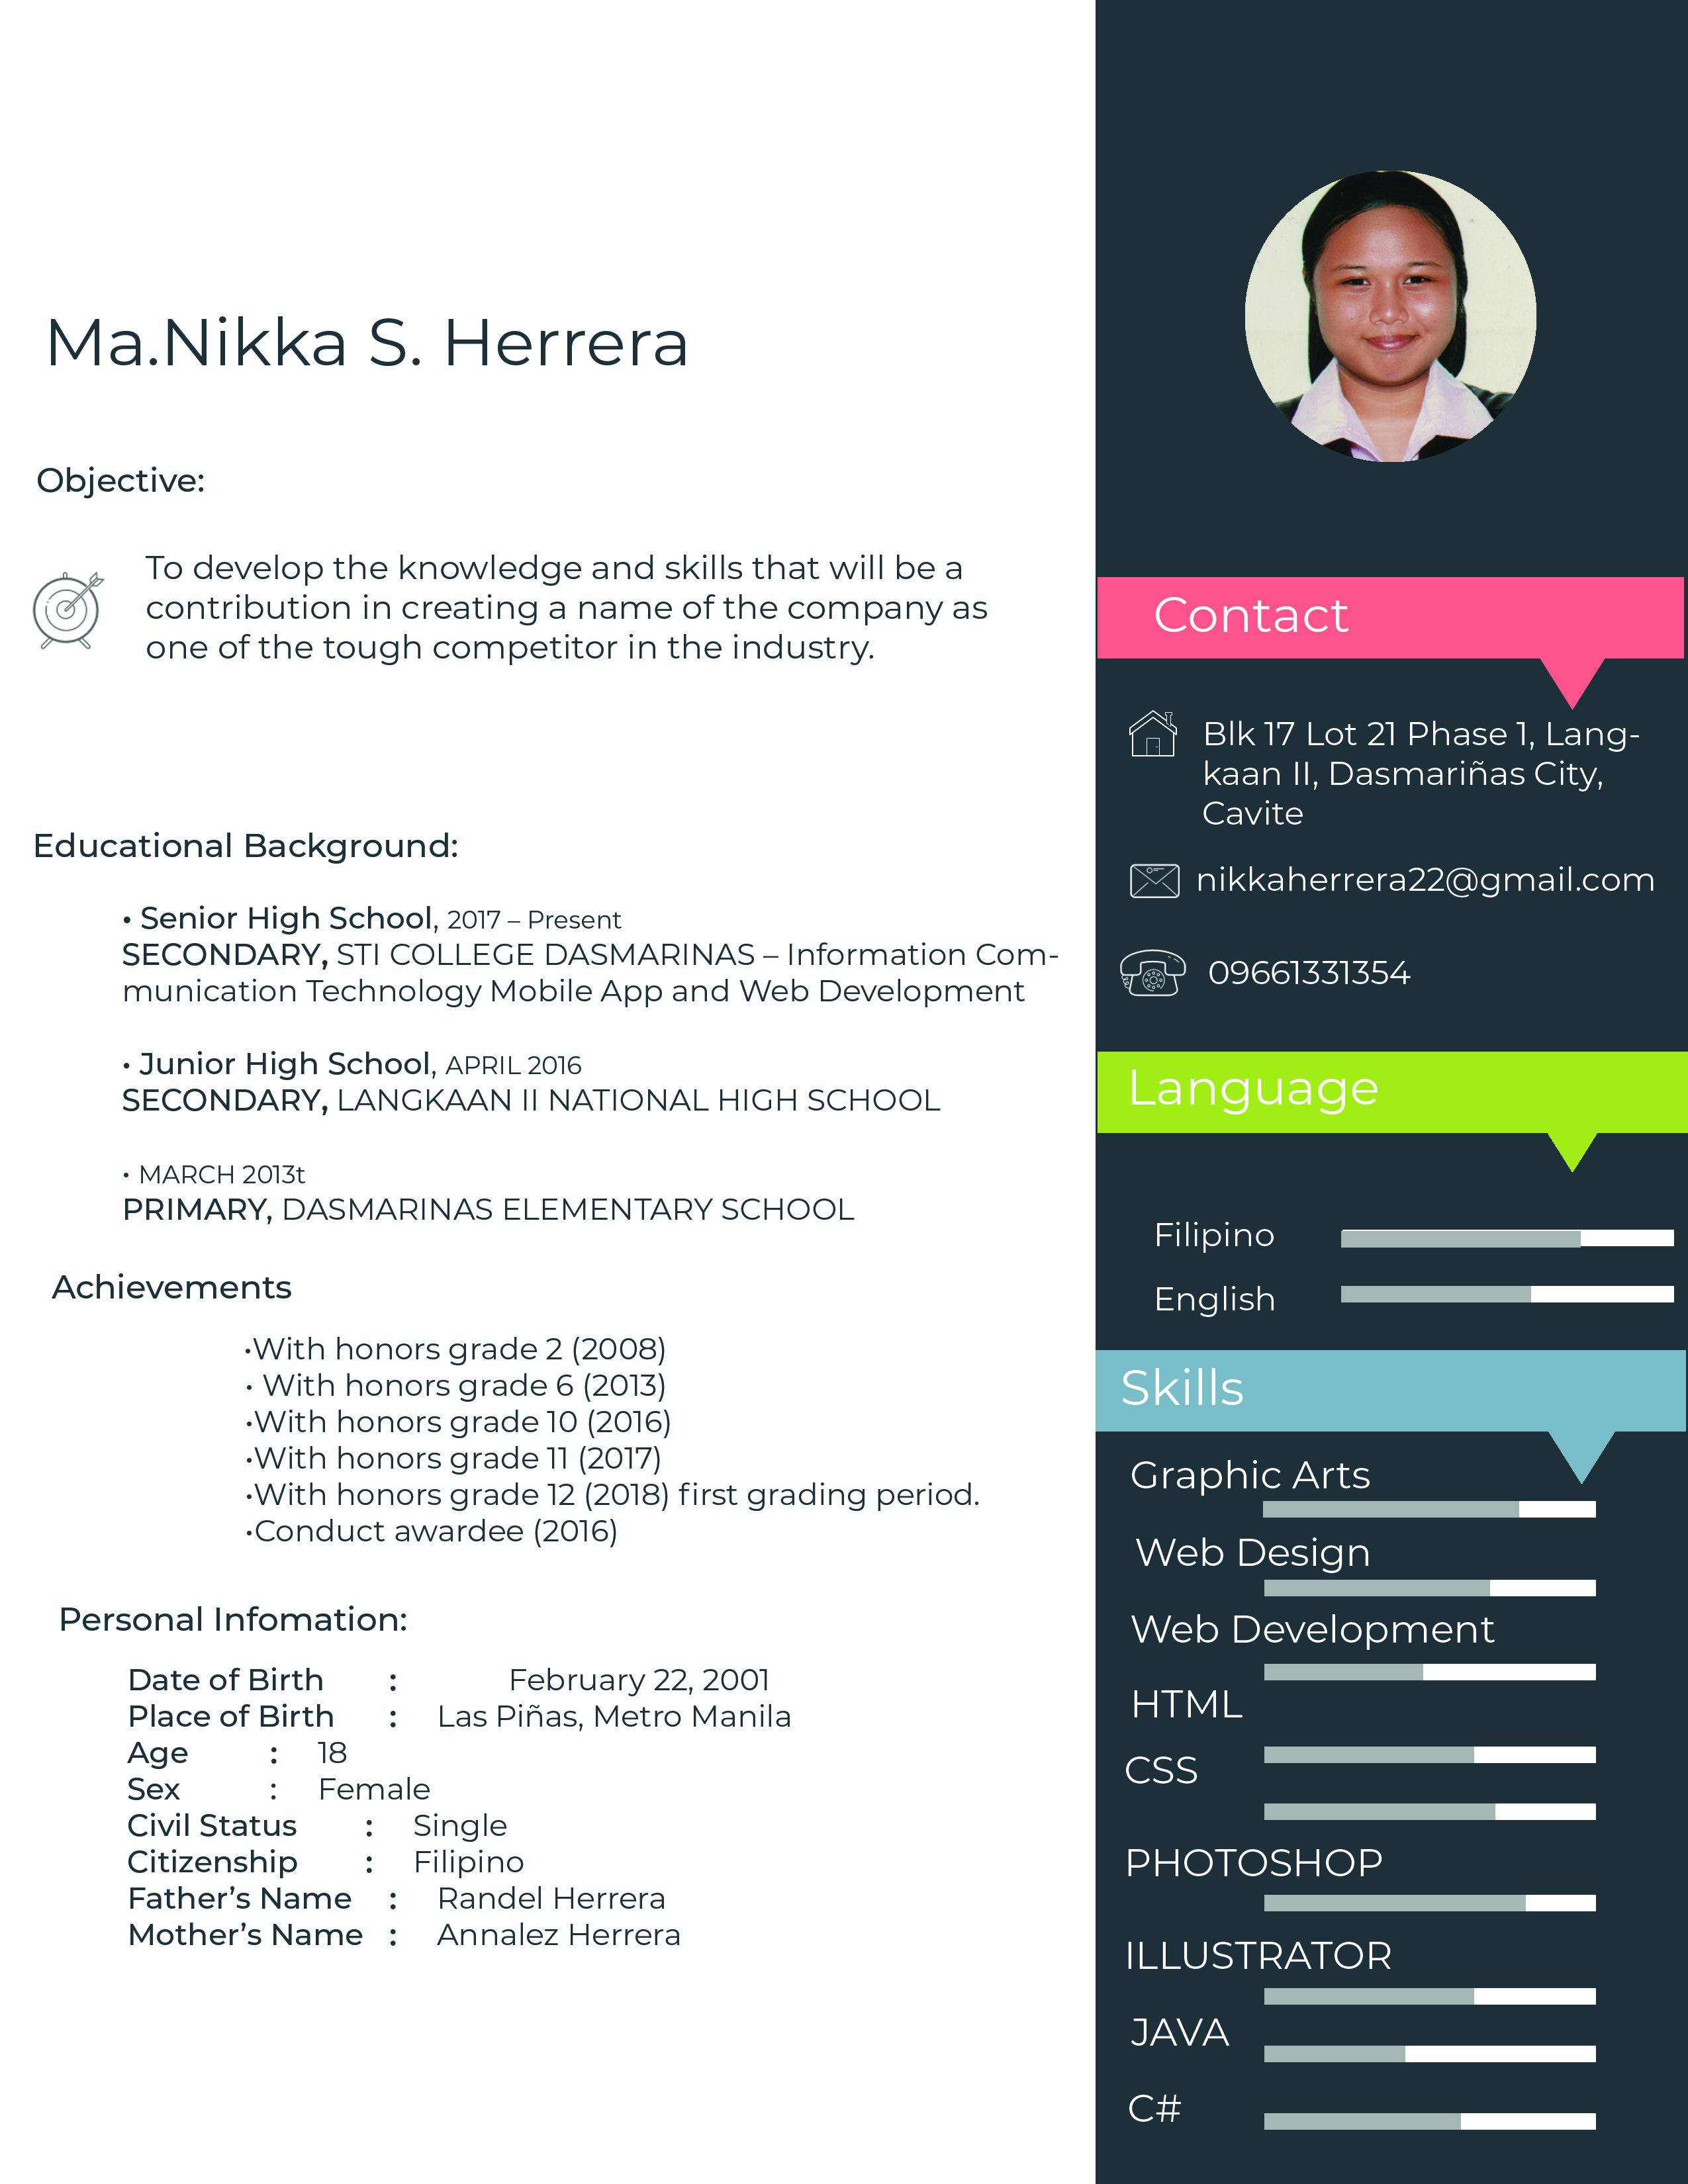 Ma.Nikka S. Herrera
Objective:
To develop the knowledge and skills that will be a
contribution in creating a name of the company as
one of the tough competitor in the industry.
Educational Background:
• Senior High School, 2017 – Present
SECONDARY, STI COLLEGE DASMARINAS – Information Com-
munication Technology Mobile App and Web Development
• Junior High School, APRIL 2016
SECONDARY, LANGKAAN II NATIONAL HIGH SCHOOL
• MARCH 2013t
PRIMARY, DASMARINAS ELEMENTARY SCHOOL
Achievements
•With honors grade 2 (2008)
• With honors grade 6 (2013)
•With honors grade 10 (2016)
•With honors grade 11 (2017)
•With honors grade 12 (2018) first grading period.
•Conduct awardee (2016)
Personal Infomation:
Date of Birth : February 22, 2001
Place of Birth : Las Piñas, Metro Manila
Age : 18
Sex : Female
Civil Status : Single
Citizenship : Filipino
Father’s Name : Randel Herrera
Mother’s Name : Annalez Herrera
Contact
Blk 17 Lot 21 Phase 1, Lang-
kaan II, Dasmariñas City,
Cavite
nikkaherrera22@gmail.com
09661331354
Language
Filipino
English
Skills
Graphic Arts
Web Design
Web Development
HTML
CSS
PHOTOSHOP
ILLUSTRATOR
JAVA
C#